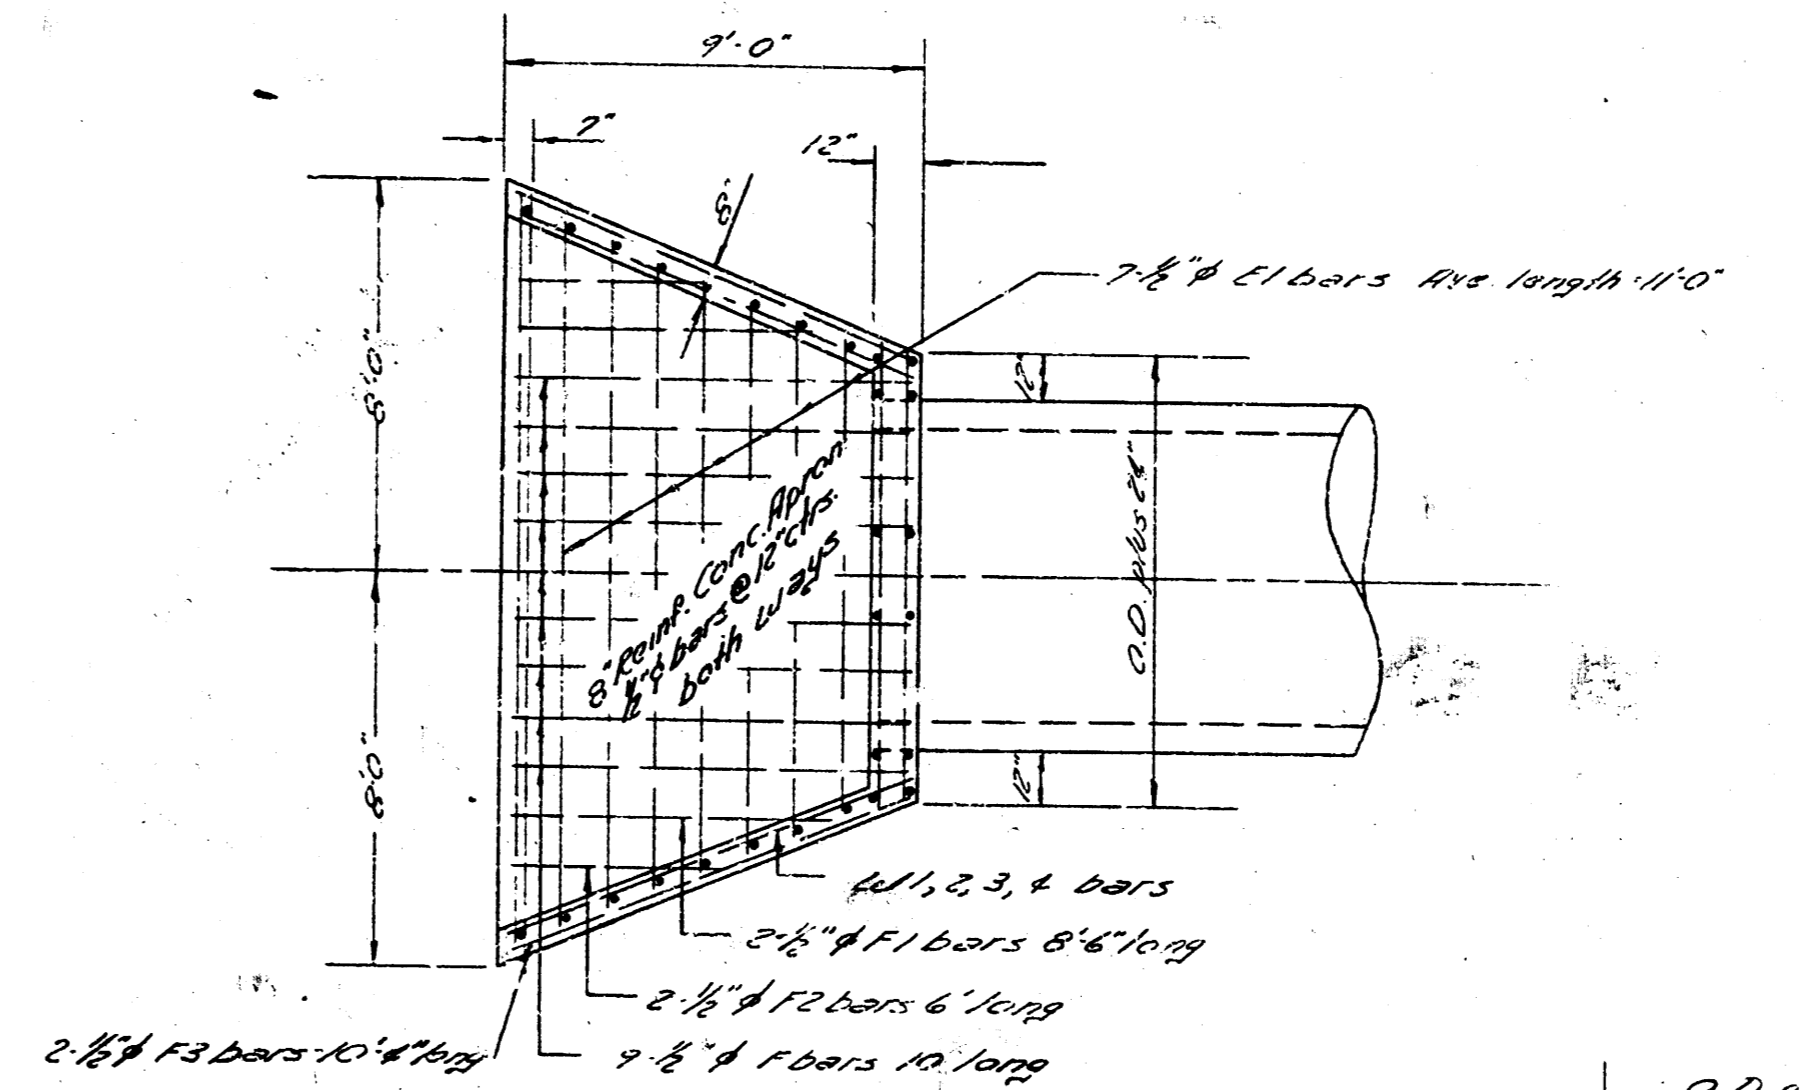 9'-0"
7"
12"
8"
7-½"ϕ E1 bars Ave. length-11'-0"
8'-0"
12"
O.D. plus 24"
8" Reinf. Conc. Apron
½"ϕ bars @ 12" ctrs.
both ways
8'-0"
12"
W1, 2, 3, 4 bars
2-½"ϕ F1 bars 8'-6" long
2-½"ϕ F2 bars 6' long
2-½"ϕ F3 bars-10'-4" long
9-½"ϕ F bars 10' long